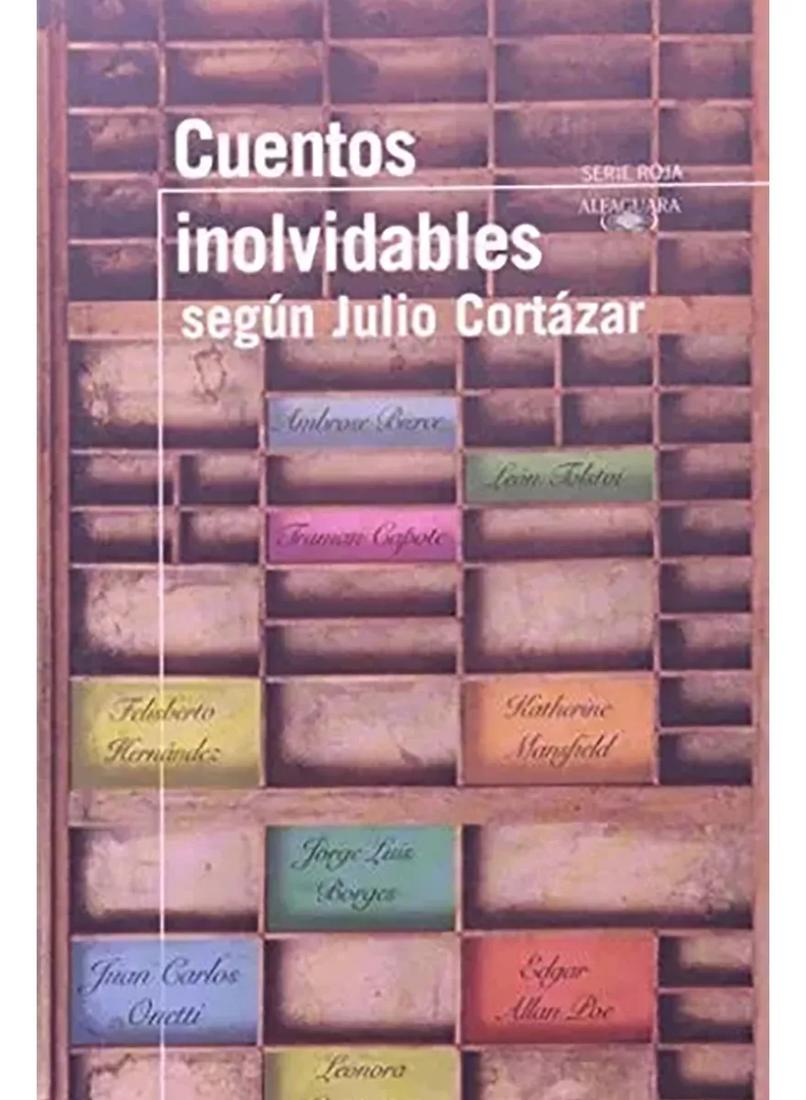 Cuentos
SERIE ROJA
ALFAGUARA
inolvidables
según Julio Cortázar
Ambrose Bierce
León Tolstoi
Truman Capote
Felisberto
Hernández
Katherine
Mansfield
Jorge Luis
Borges
Juan Carlos
Onetti
Edgar
Allan Poe
Leonora